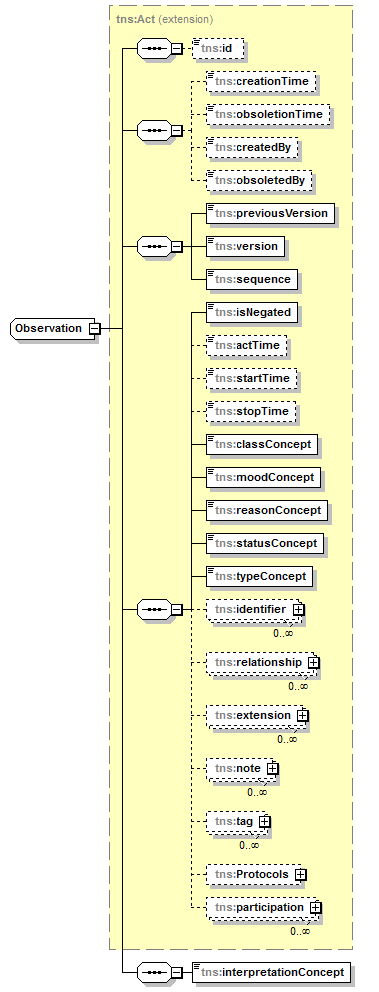 tns:Act (extension)
tns:id
tns:creationTime
tns:obsoletionTime
tns:createdBy
tns:obsoletedBy
tns:previousVersion
tns:version
tns:sequence
Observation
tns:isNegated
tns:actTime
tns:startTime
tns:stopTime
tns:classConcept
tns:moodConcept
tns:reasonConcept
tns:statusConcept
tns:typeConcept
tns:identifier
0..∞
tns:relationship
0..∞
tns:extension
0..∞
tns:note
0..∞
tns:tag
0..∞
tns:Protocols
tns:participation
0..∞
tns:interpretationConcept